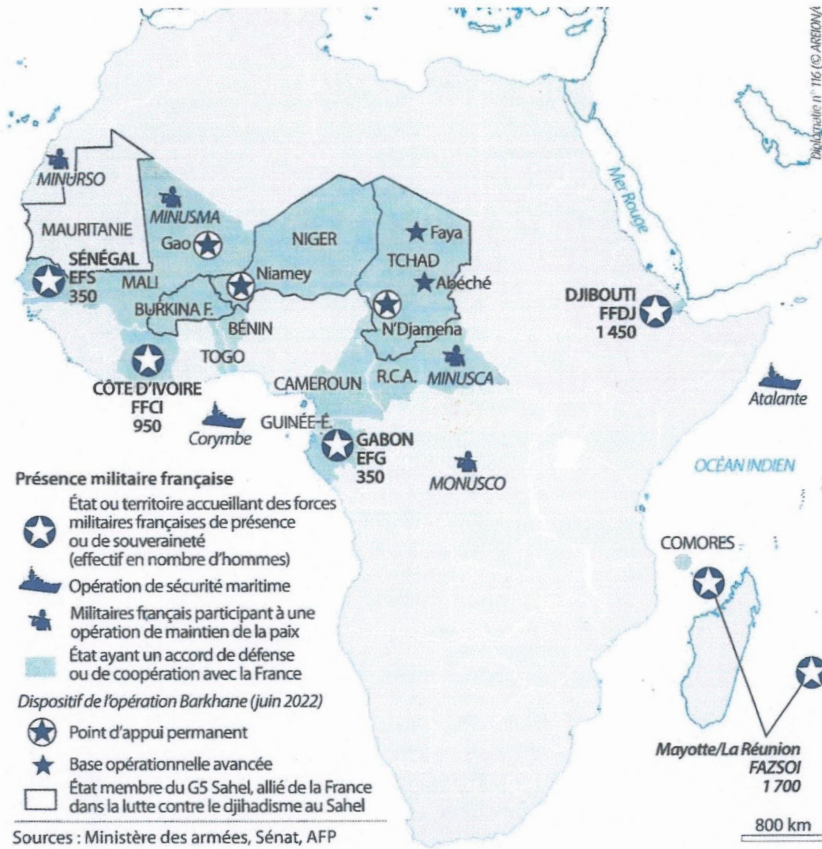 Diplomatie n° 116 (© AREION/
MINURSO
MAURITANIE
MINUSMA
Gao
SÉNÉGAL
EFS
350
MALI
NIGER
Niamey
BURKINA F.
BÉNIN
TOGO
Faya
TCHAD
Abéché
N'Djamena
Mer Rouge
DJIBOUTI
FFDJ
1 450
CÔTE D'IVOIRE
FFCI
950
CAMEROUN
R.C.A.
MINUSCA
Corymbe
GUINÉE-É.
GABON
EFG
350
MONUSCO
Atalante
OCÉAN INDIEN
COMORES
Mayotte/La Réunion
FAZSOI
1 700
800 km
Présence militaire française
État ou territoire accueillant des forces
militaires françaises de présence
ou de souveraineté
(effectif en nombre d'hommes)
Opération de sécurité maritime
Militaires français participant à une
opération de maintien de la paix
État ayant un accord de défense
ou de coopération avec la France
Dispositif de l'opération Barkhane (juin 2022)
Point d'appui permanent
Base opérationnelle avancée
État membre du G5 Sahel, allié de la France
dans la lutte contre le djihadisme au Sahel
Sources : Ministère des armées, Sénat, AFP